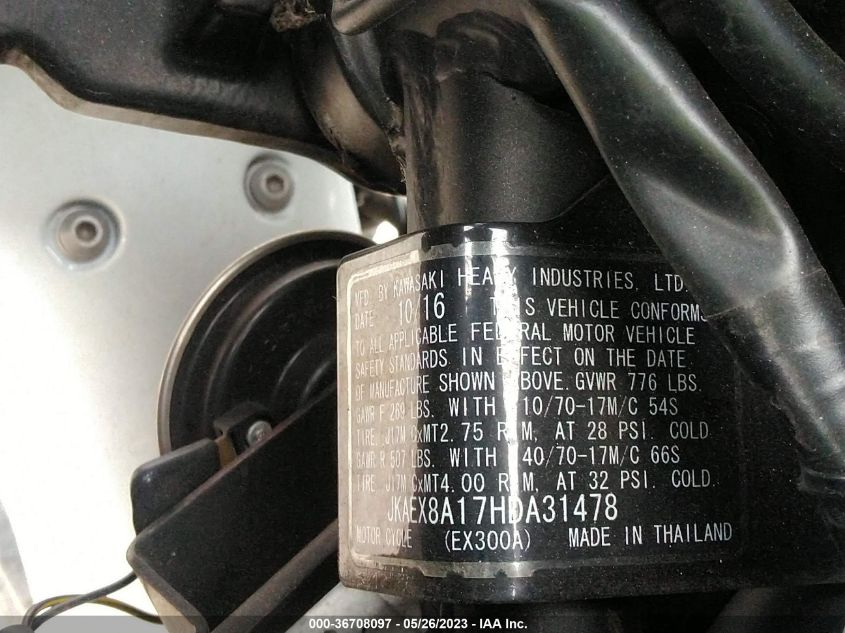 MFD. BY KAWASAKI HEAVY INDUSTRIES, LTD.
DATE 10/16 THIS VEHICLE CONFORMS
TO ALL APPLICABLE FEDERAL MOTOR VEHICLE
SAFETY STANDARDS IN EFFECT ON THE DATE
OF MANUFACTURE SHOWN ABOVE. GVWR 776 LBS.
GAWR F 269 LBS. WITH 110/70-17M/C 54S
TIRE, J17M CxMT2.75 RIM, AT 28 PSI. COLD
GAWR R 507 LBS. WITH 140/70-17M/C 66S
TIRE, J17M CxMT4.00 RIM, AT 32 PSI. COLD
JKAEX8A17HDA31478
MOTOR CYCLE (EX300A) MADE IN THAILAND
000-36708097 - 05/26/2023 - IAA Inc.